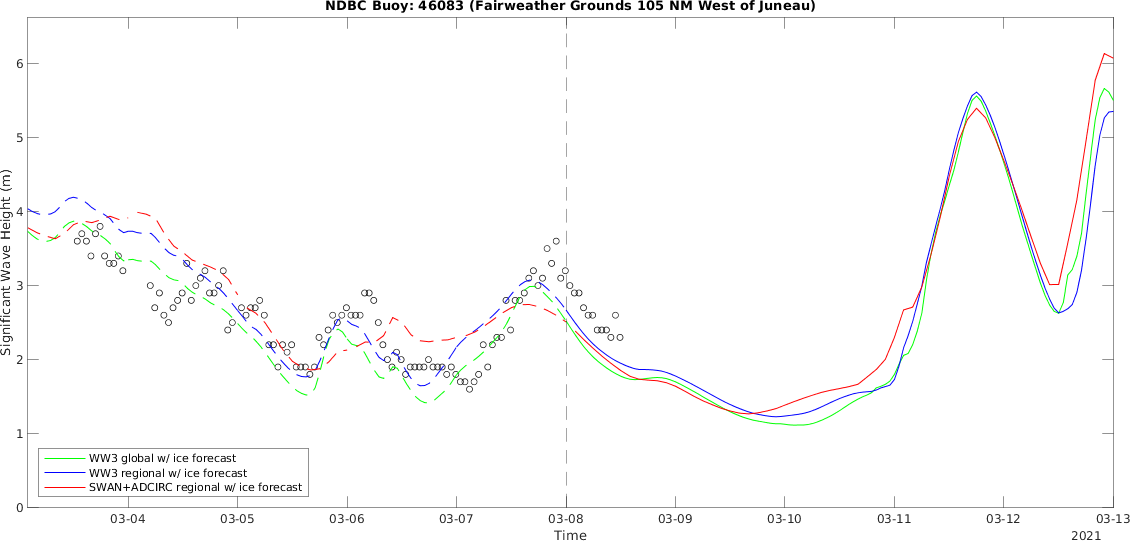 NDBC Buoy: 46083 (Fairweather Grounds 105 NM West of Juneau)
Significant Wave Height (m)
6
5
4
3
2
1
0
WW3 global w/ ice forecast
WW3 regional w/ ice forecast
SWAN+ADCIRC regional w/ ice forecast
03-04 03-05 03-06 03-07 03-08 03-09 03-10 03-11 03-12 03-13
Time
2021